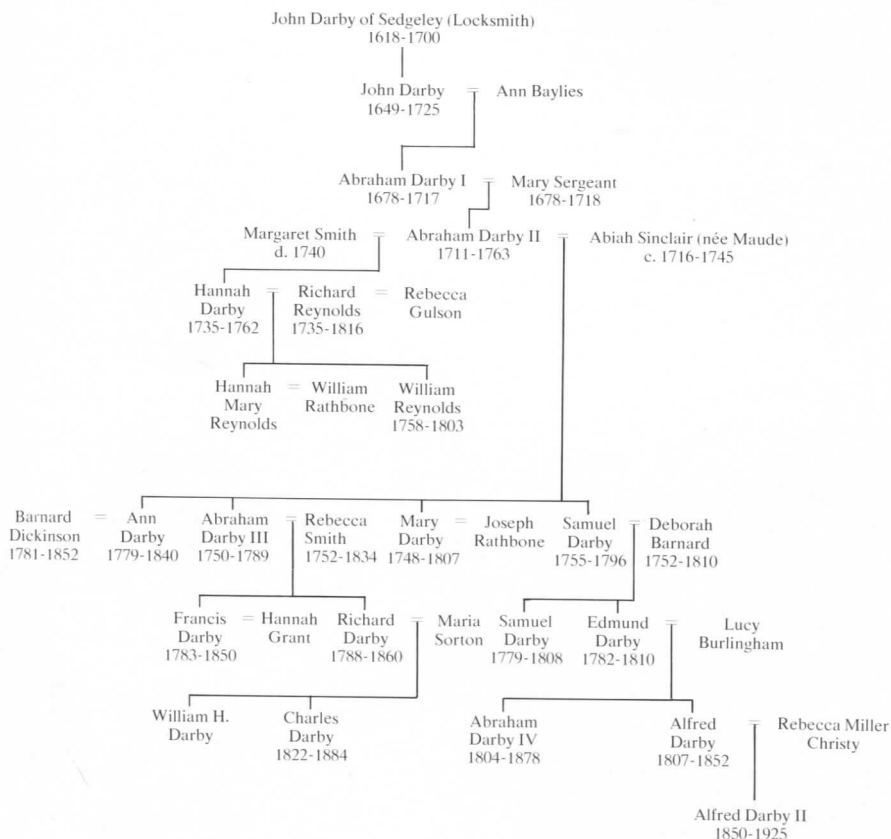 John Darby of Sedgeley (Locksmith)
1618-1700
John Darby = Ann Baylies
1649-1725
Abraham Darby I = Mary Sergeant
1678-1717 1678-1718
Margaret Smith = Abraham Darby II = Abiah Sinclair (née Maude)
d. 1740 1711-1763 c. 1716-1745
Hannah = Richard = Rebecca
Darby Reynolds Gulson
1735-1762 1735-1816
Hannah = William William
Mary Rathbone Reynolds
Reynolds 1758-1803
Barnard = Ann Abraham = Rebecca Mary = Joseph Samuel = Deborah
Dickinson Darby Darby III Smith Darby Rathbone Darby Barnard
1781-1852 1779-1840 1750-1789 1752-1834 1748-1807 1755-1796 1752-1810
Francis = Hannah Richard = Maria Samuel Edmund = Lucy
Darby Grant Darby Sorton Darby Darby Burlingham
1783-1850 1788-1860 1779-1808 1782-1810
William H. Charles Abraham Alfred = Rebecca Miller
Darby Darby Darby IV Darby Christy
1822-1884 1804-1878 1807-1852
Alfred Darby II
1850-1925